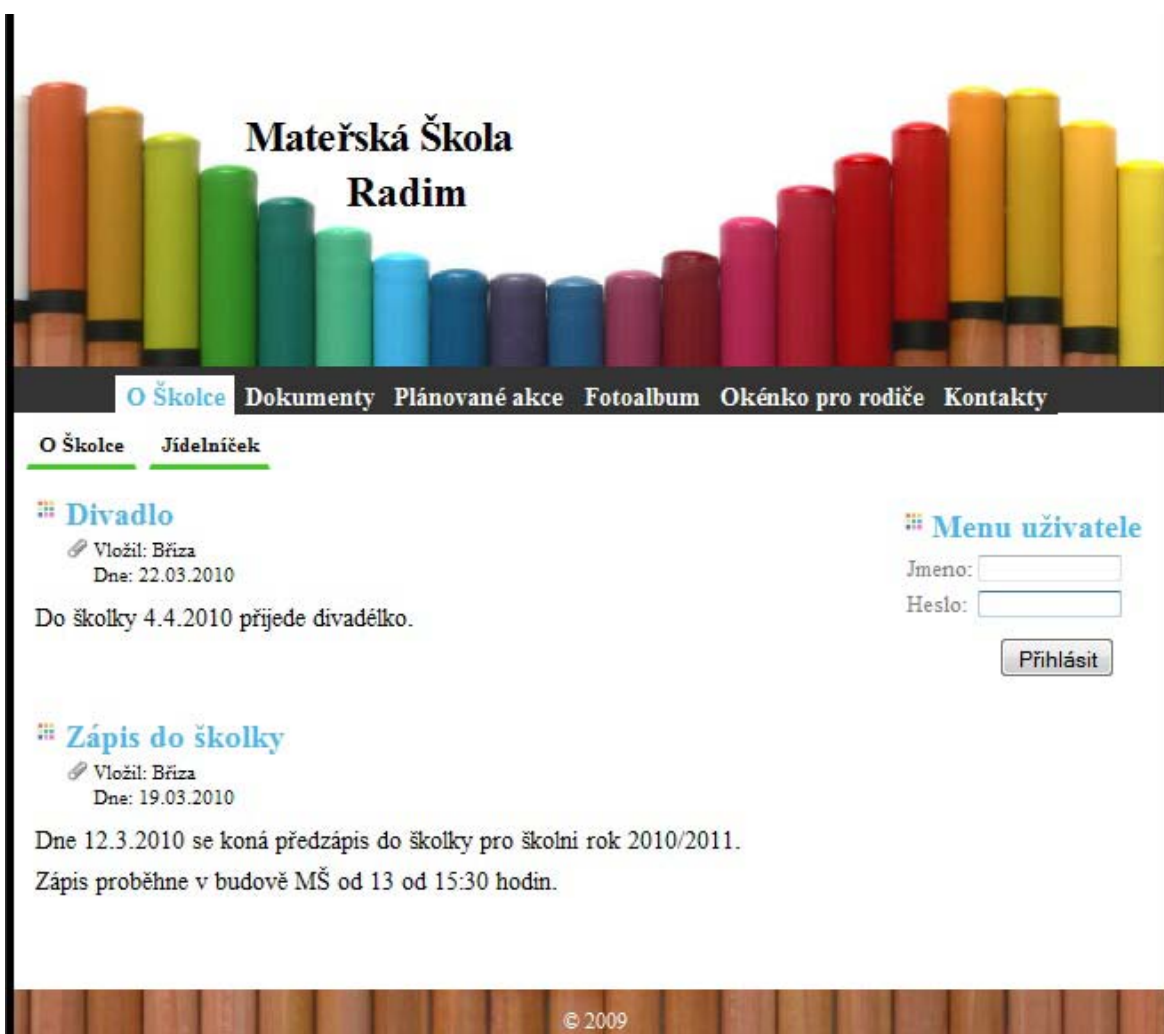 Mateřská Škola
Radim
O Školce Dokumenty Plánované akce Fotoalbum Okénko pro rodiče Kontakty
O Školce Jídelníček
Divadlo
Vložil: Bříza
Dne: 22.03.2010
Do školky 4.4.2010 přijede divadélko.
Menu uživatele
Jmeno:
Heslo:
Přihlásit
Zápis do školky
Vložil: Bříza
Dne: 19.03.2010
Dne 12.3.2010 se koná předzápis do školky pro školní rok 2010/2011.
Zápis proběhne v budově MŠ od 13 od 15:30 hodin.
© 2009